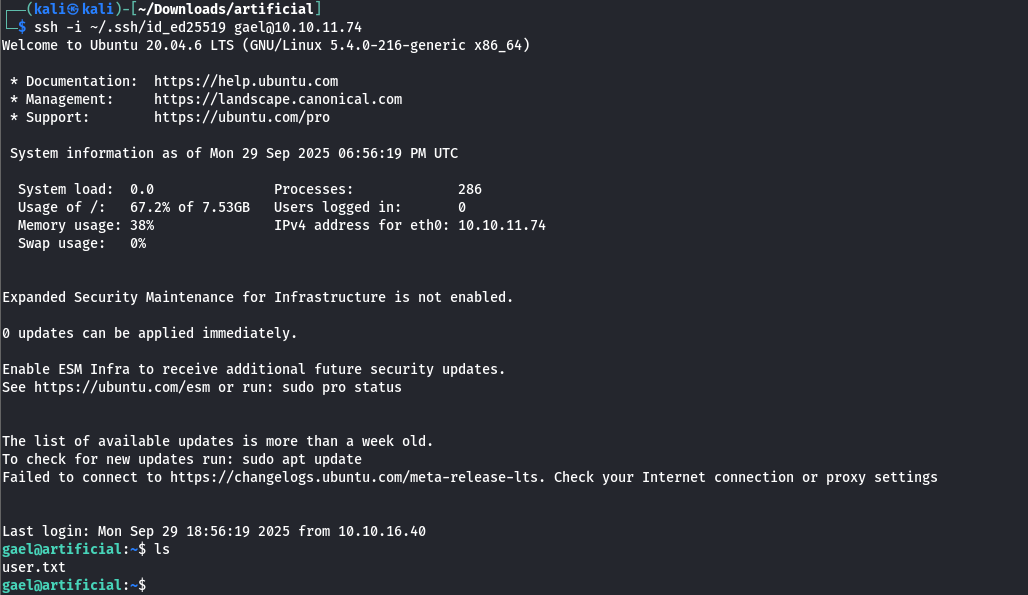 ┌──(kali㉿kali)-[~/Downloads/artificial]
└─$ ssh -i ~/.ssh/id_ed25519 gael@10.10.11.74
Welcome to Ubuntu 20.04.6 LTS (GNU/Linux 5.4.0-216-generic x86_64)
* Documentation:  https://help.ubuntu.com
* Management:     https://landscape.canonical.com
* Support:        https://ubuntu.com/pro
System information as of Mon 29 Sep 2025 06:56:19 PM UTC
System load:  0.0               Processes:             286
Usage of /:   67.2% of 7.53GB   Users logged in:       0
Memory usage: 38%               IPv4 address for eth0: 10.10.11.74
Swap usage:   0%
Expanded Security Maintenance for Infrastructure is not enabled.
0 updates can be applied immediately.
Enable ESM Infra to receive additional future security updates.
See https://ubuntu.com/esm or run: sudo pro status
The list of available updates is more than a week old.
To check for new updates run: sudo apt update
Failed to connect to https://changelogs.ubuntu.com/meta-release-lts. Check your Internet connection or proxy settings
Last login: Mon Sep 29 18:56:19 2025 from 10.10.16.40
gael@artificial:~$ ls
user.txt
gael@artificial:~$